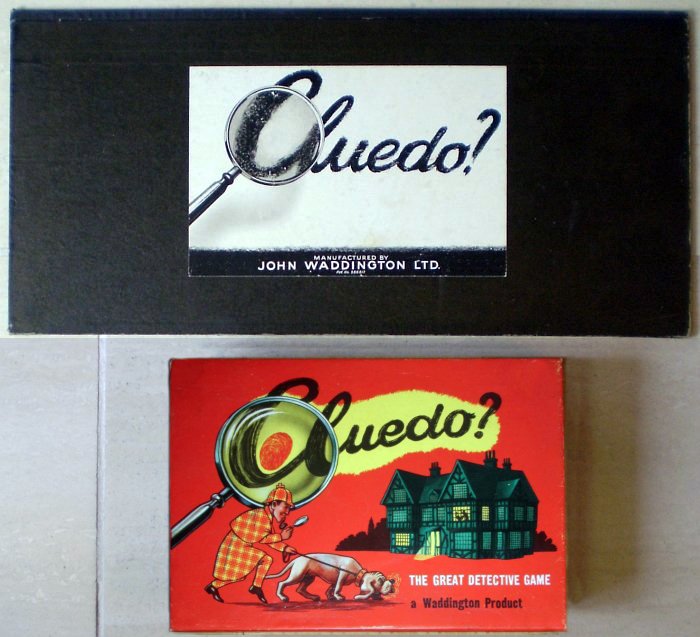 Cluedo?
MANUFACTURED BY
JOHN WADDINGTON LTD.
Cluedo?
THE GREAT DETECTIVE GAME
a Waddington Product